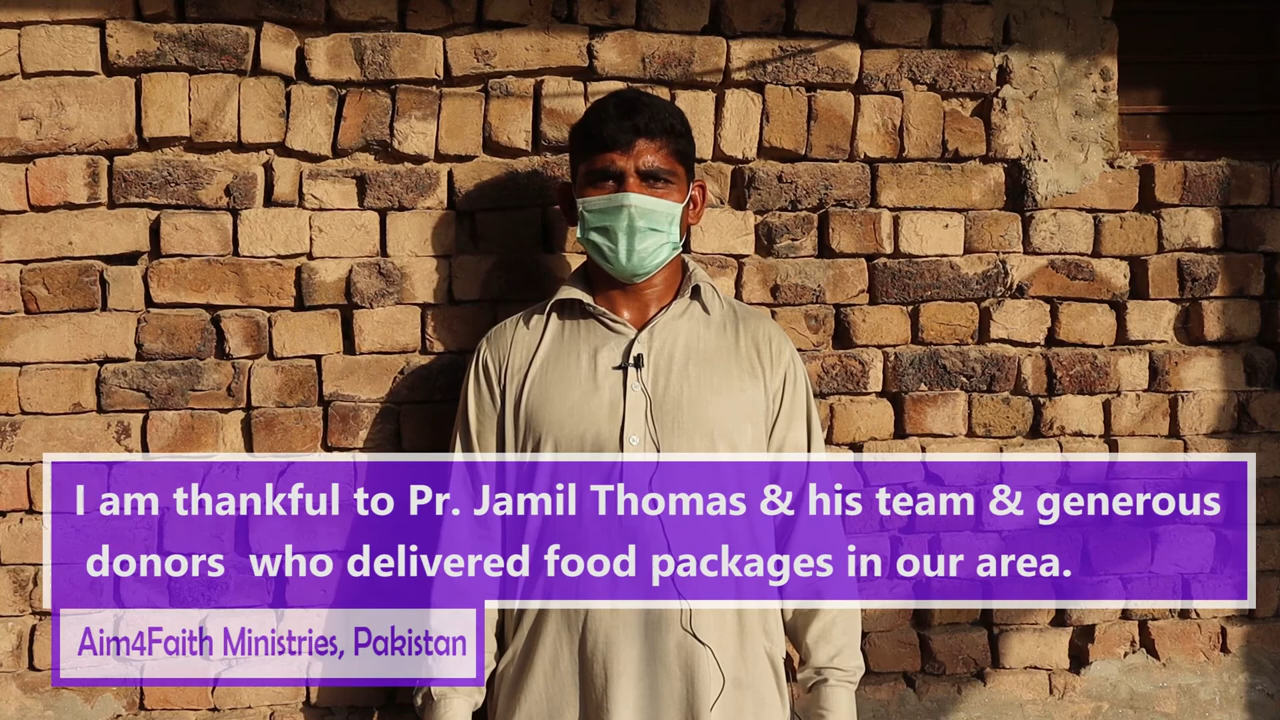 I am thankful to Pr. Jamil Thomas & his team & generous
donors who delivered food packages in our area.
Aim4Faith Ministries, Pakistan